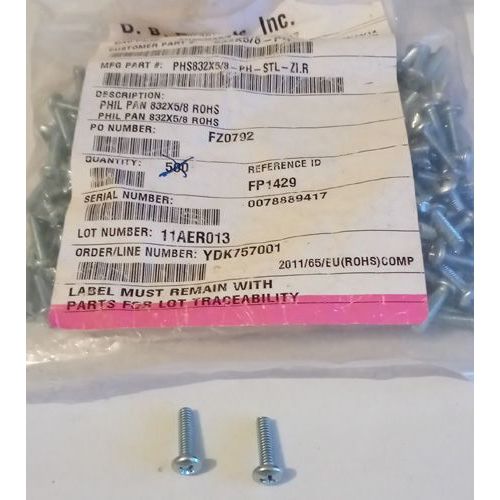 D. B. Inc.
CUSTOMER PART
MFG PART #: PHS832X5/8-PH-STL-ZI.R
DESCRIPTION:
PHIL PAN 832X5/8 ROHS
PHIL PAN 832X5/8 ROHS
PO NUMBER: FZ0792
QUANTITY: 500
REFERENCE ID
FP1429
SERIAL NUMBER: 0078889417
LOT NUMBER: 11AER013
ORDER/LINE NUMBER: YDK757001
2011/65/EU(ROHS)COMP
LABEL MUST REMAIN WITH
PARTS FOR LOT TRACEABILITY